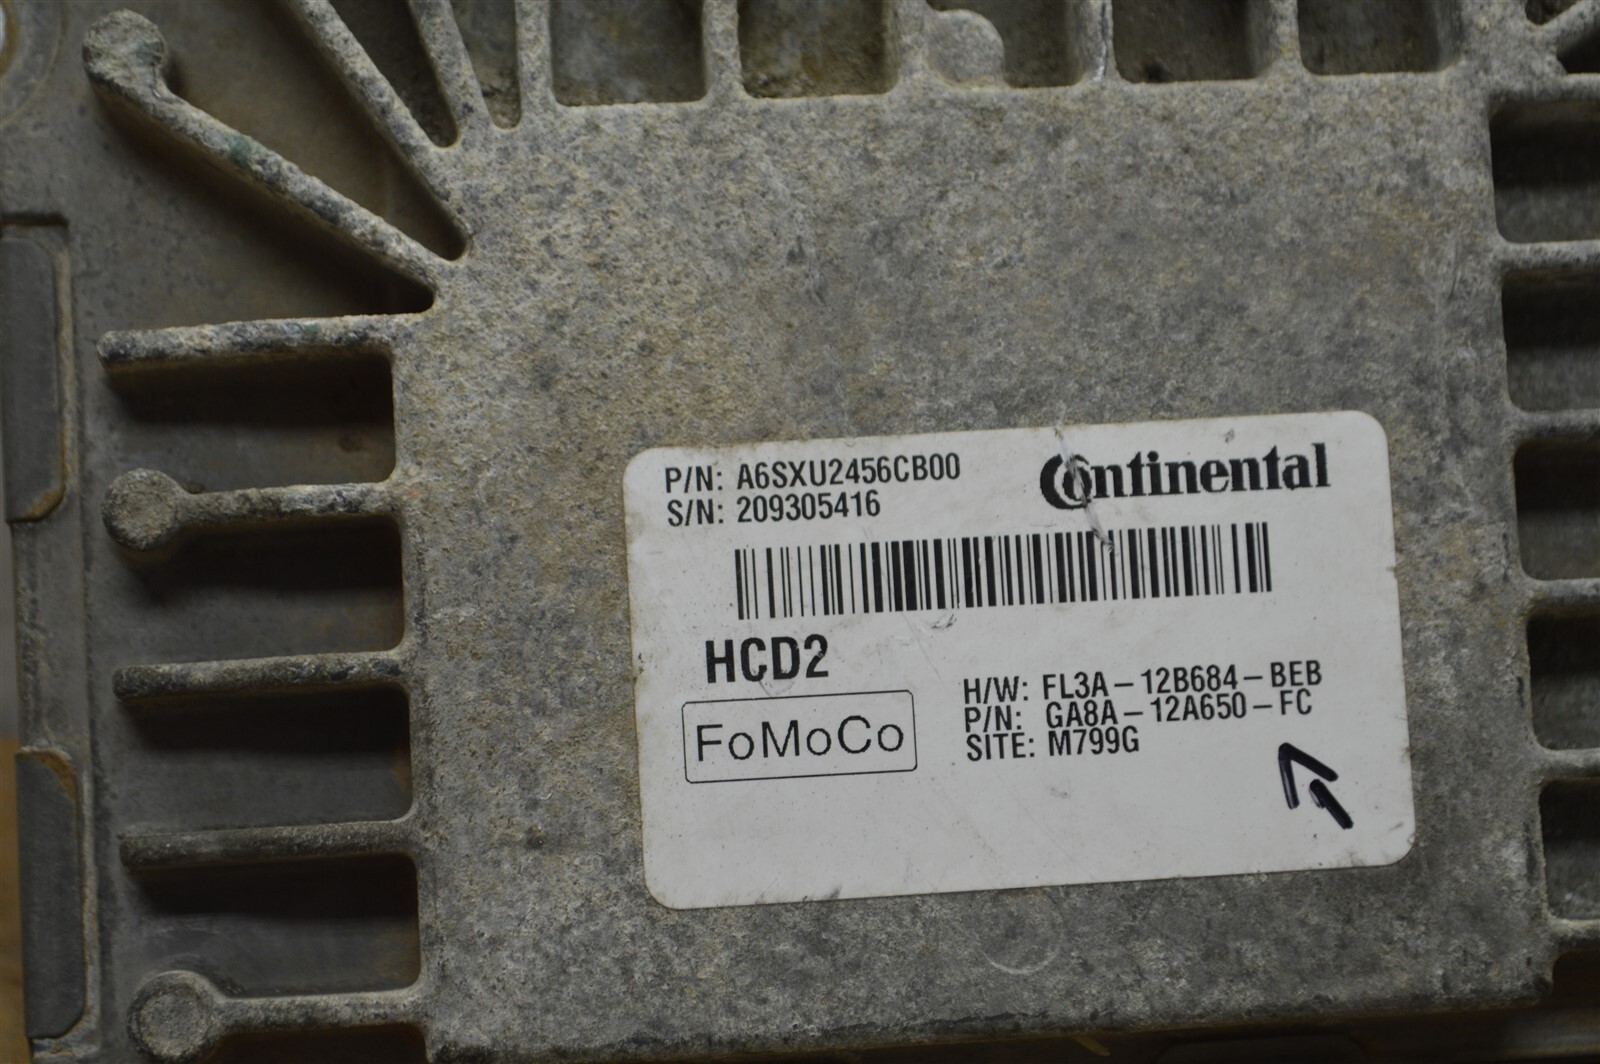 P/N: A6SXU2456CB00
S/N: 209305416
Continental
HCD2
FoMoCo
H/W: FL3A-12B684-BEB
P/N: GA8A-12A650-FC
SITE: M799G